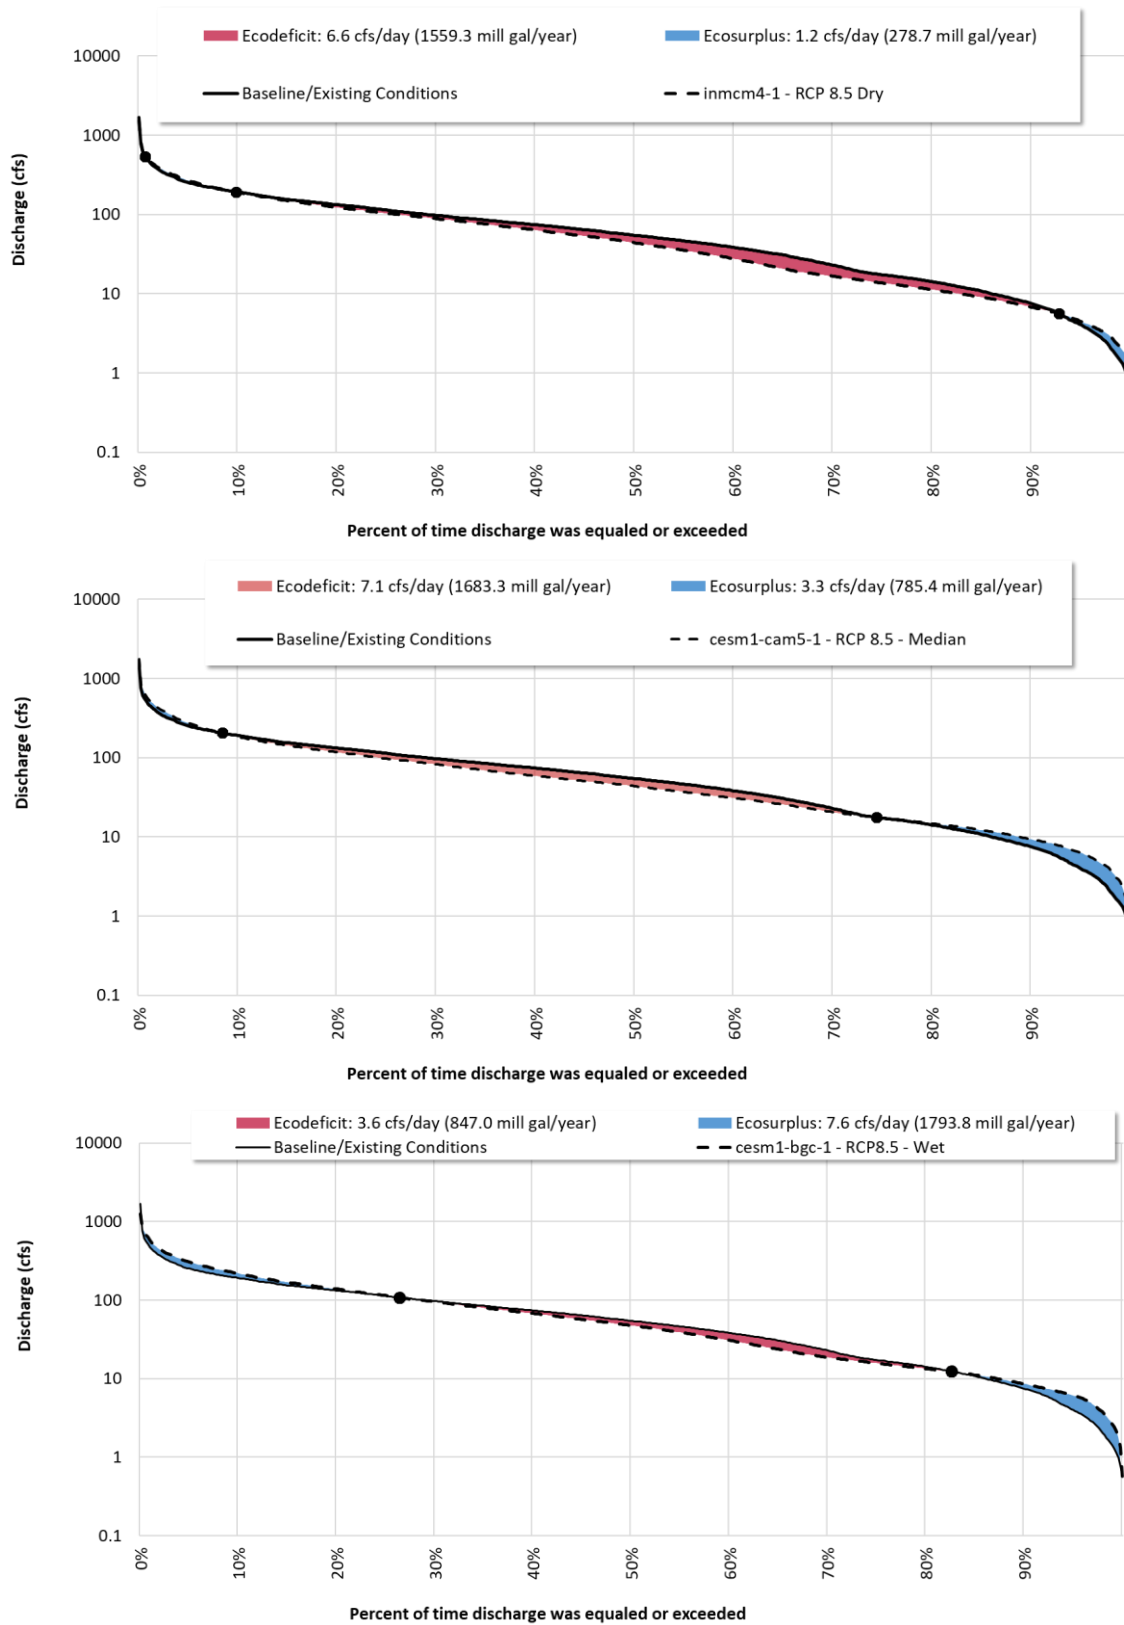 Ecodeficit: 6.6 cfs/day (1559.3 mill gal/year) Ecosurplus: 1.2 cfs/day (278.7 mill gal/year)
Baseline/Existing Conditions inmcm4-1 - RCP 8.5 Dry
Discharge (cfs)
10000
1000
100
10
1
0.1
0% 10% 20% 30% 40% 50% 60% 70% 80% 90%
Percent of time discharge was equaled or exceeded
Ecodeficit: 7.1 cfs/day (1683.3 mill gal/year) Ecosurplus: 3.3 cfs/day (785.4 mill gal/year)
Baseline/Existing Conditions cesm1-cam5-1 - RCP 8.5 - Median
Discharge (cfs)
10000
1000
100
10
1
0.1
0% 10% 20% 30% 40% 50% 60% 70% 80% 90%
Percent of time discharge was equaled or exceeded
Ecodeficit: 3.6 cfs/day (847.0 mill gal/year) Ecosurplus: 7.6 cfs/day (1793.8 mill gal/year)
Baseline/Existing Conditions cesm1-bgc-1 - RCP8.5 - Wet
Discharge (cfs)
10000
1000
100
10
1
0.1
0% 10% 20% 30% 40% 50% 60% 70% 80% 90%
Percent of time discharge was equaled or exceeded